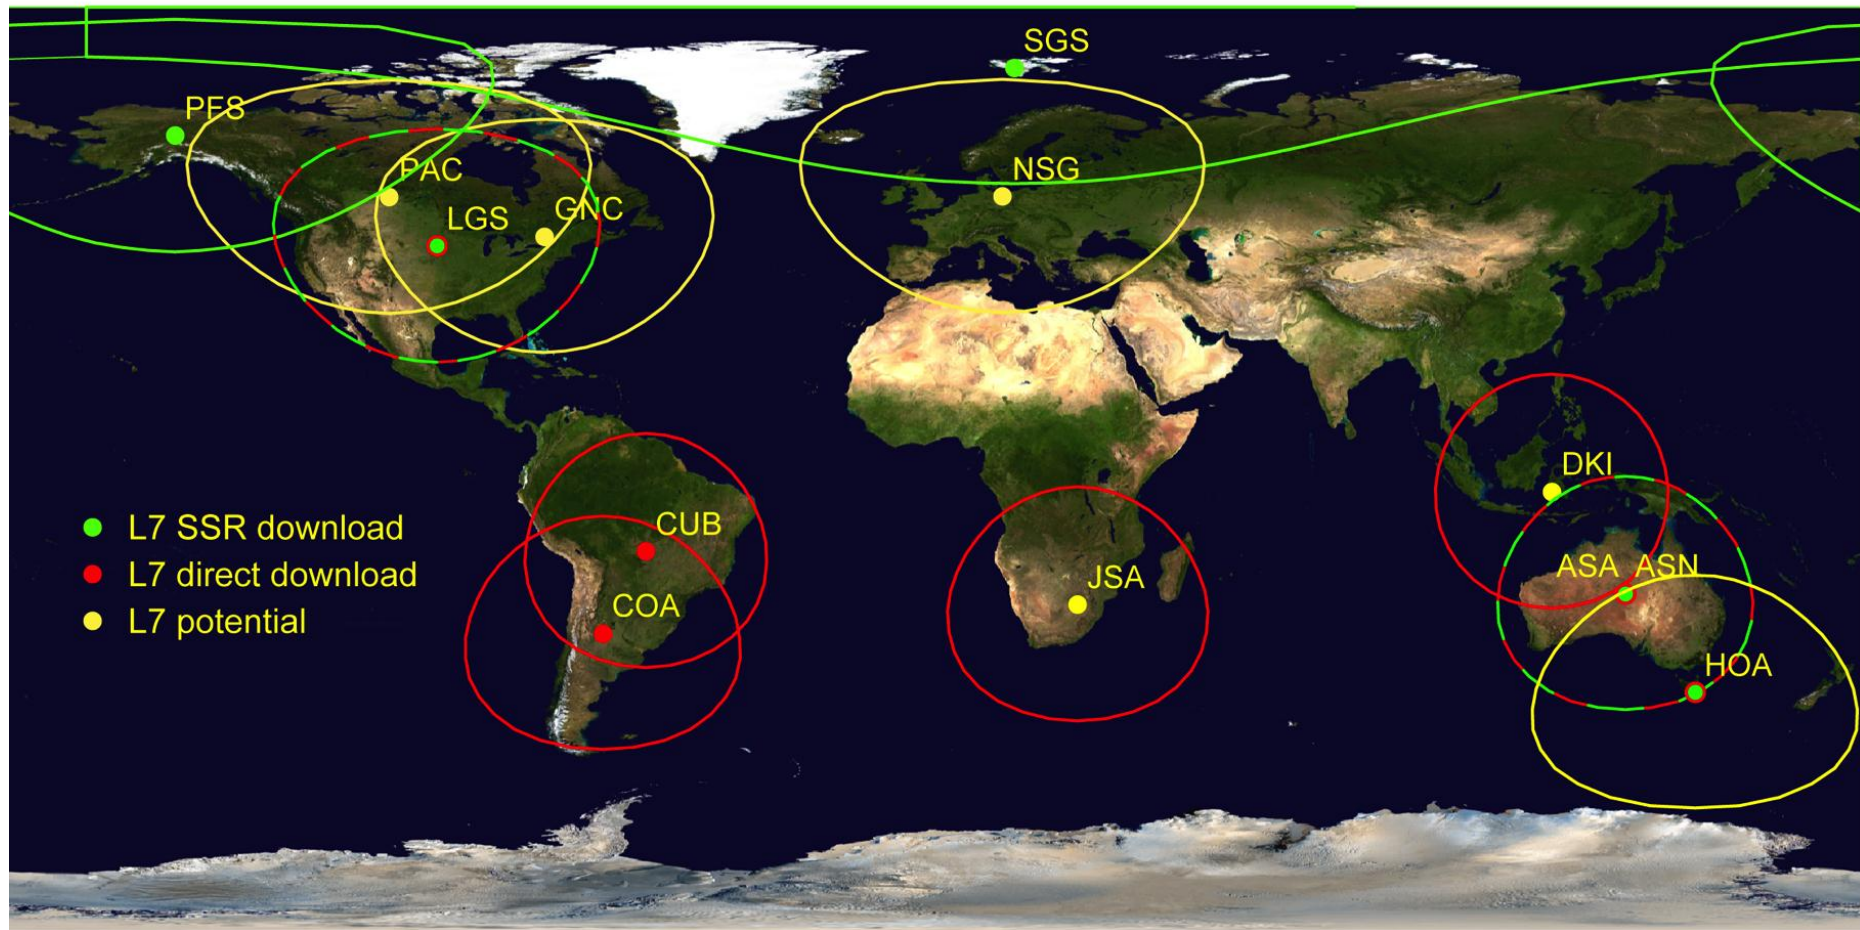 SGS
PFS
PAC
NSG
LGS
GNC
DKI
L7 SSR download
CUB
L7 direct download
ASA ASN
JSA
COA
L7 potential
HOA